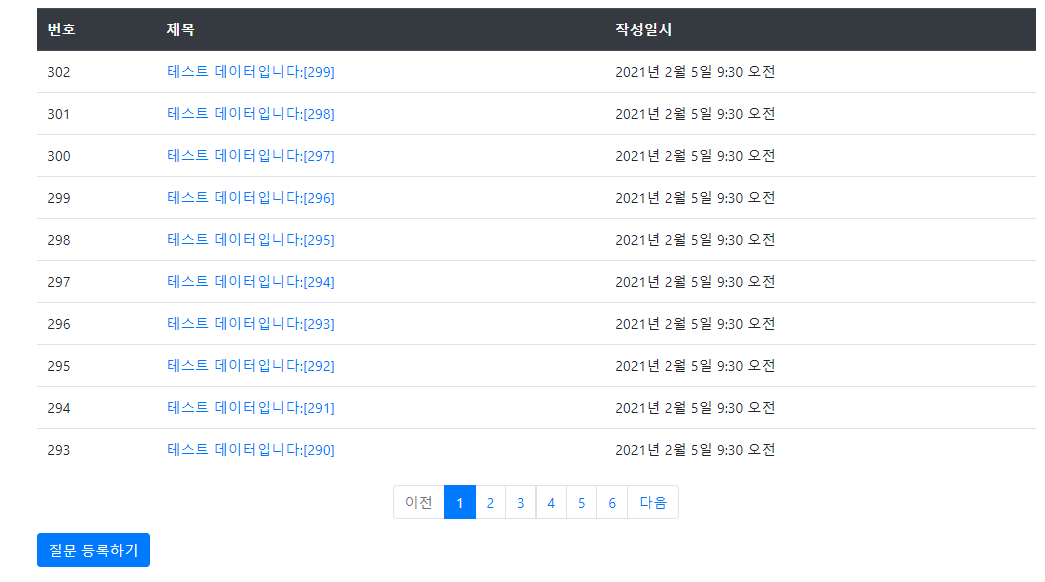 번호 제목 작성일시
302 테스트 데이터입니다:[299] 2021년 2월 5일 9:30 오전
301 테스트 데이터입니다:[298] 2021년 2월 5일 9:30 오전
300 테스트 데이터입니다:[297] 2021년 2월 5일 9:30 오전
299 테스트 데이터입니다:[296] 2021년 2월 5일 9:30 오전
298 테스트 데이터입니다:[295] 2021년 2월 5일 9:30 오전
297 테스트 데이터입니다:[294] 2021년 2월 5일 9:30 오전
296 테스트 데이터입니다:[293] 2021년 2월 5일 9:30 오전
295 테스트 데이터입니다:[292] 2021년 2월 5일 9:30 오전
294 테스트 데이터입니다:[291] 2021년 2월 5일 9:30 오전
293 테스트 데이터입니다:[290] 2021년 2월 5일 9:30 오전
이전 1 2 3 4 5 6 다음
질문 등록하기